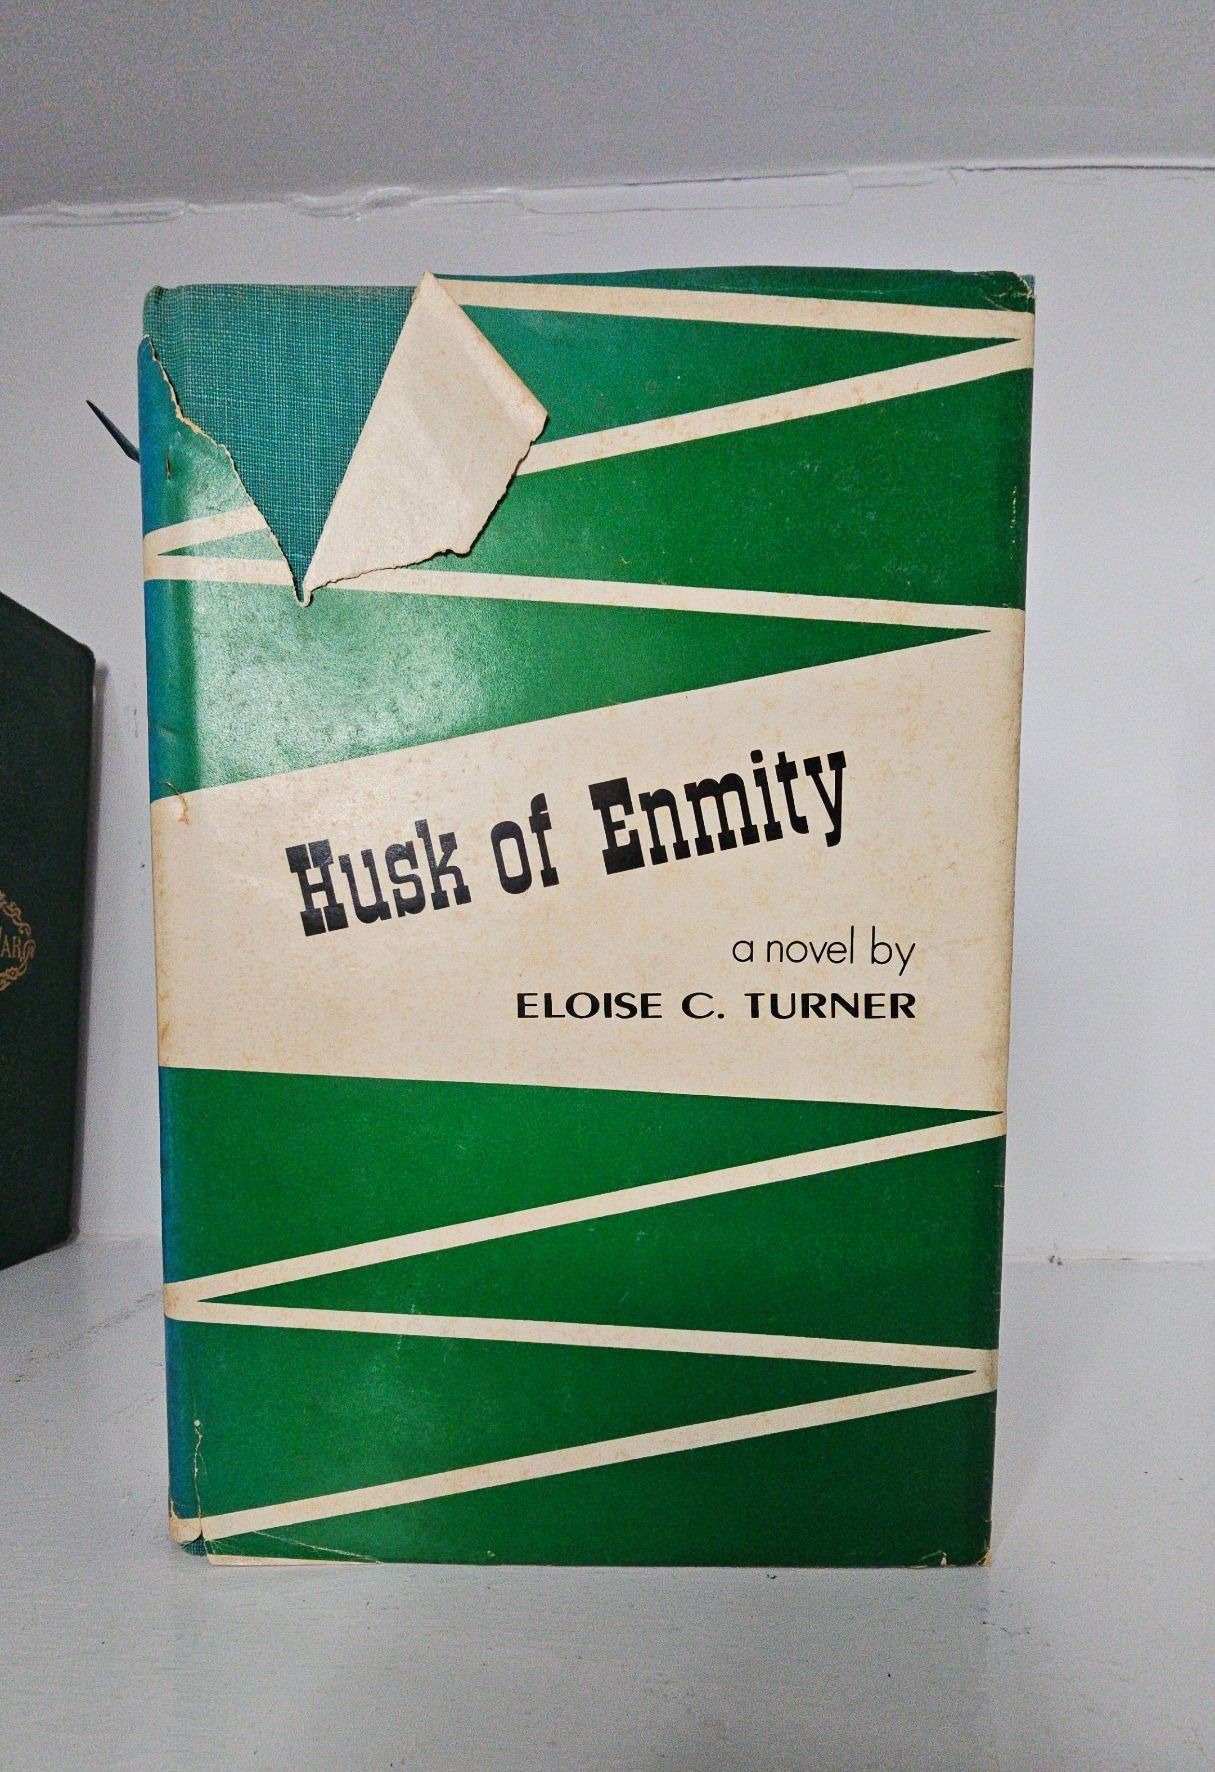 Husk of Enmity
a novel by
ELOISE C. TURNER